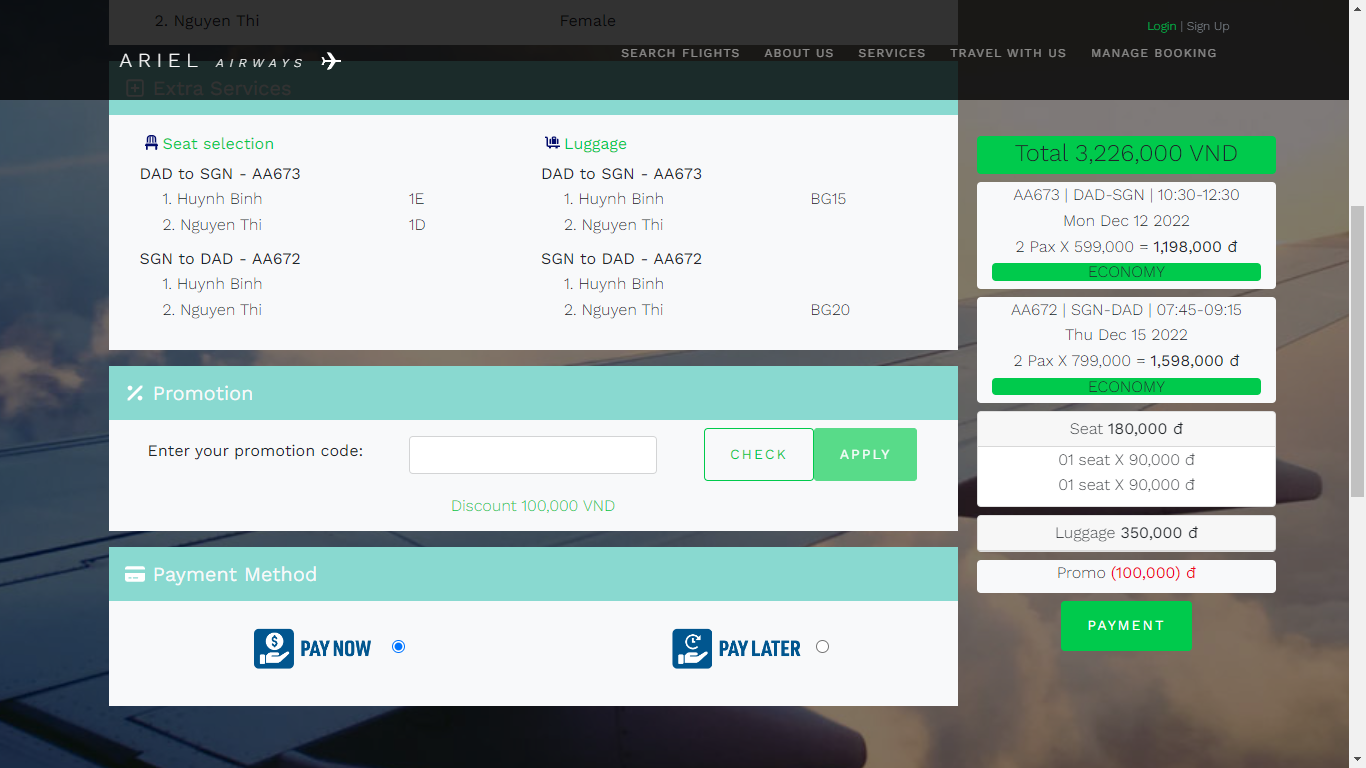 2. Nguyen Thi Female
Login | Sign Up
ARIEL AIRWAYS
SEARCH FLIGHTS ABOUT US SERVICES TRAVEL WITH US MANAGE BOOKING
Extra Services
Seat selection
DAD to SGN - AA673
1. Huynh Binh 1E
2. Nguyen Thi 1D
SGN to DAD - AA672
1. Huynh Binh
2. Nguyen Thi
Luggage
DAD to SGN - AA673
1. Huynh Binh BG15
2. Nguyen Thi
SGN to DAD - AA672
1. Huynh Binh
2. Nguyen Thi BG20
Promotion
Enter your promotion code:
CHECK APPLY
Discount 100,000 VND
Payment Method
PAY NOW
PAY LATER
Total 3,226,000 VND
AA673 | DAD-SGN | 10:30-12:30
Mon Dec 12 2022
2 Pax X 599,000 = 1,198,000 đ
ECONOMY
AA672 | SGN-DAD | 07:45-09:15
Thu Dec 15 2022
2 Pax X 799,000 = 1,598,000 đ
ECONOMY
Seat 180,000 đ
01 seat X 90,000 đ
01 seat X 90,000 đ
Luggage 350,000 đ
Promo (100,000) đ
PAYMENT